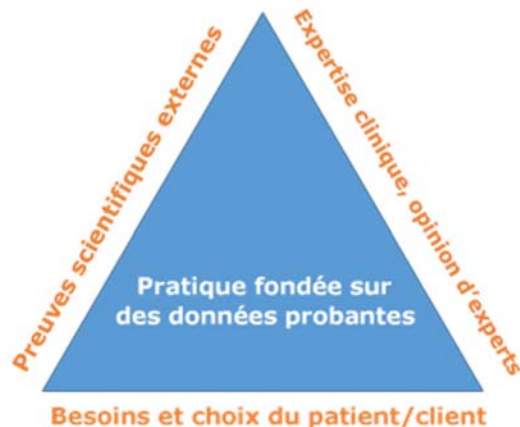 Preuves scientifiques externes
Expertise clinique, opinion d'experts
Pratique fondée sur
des données probantes
Besoins et choix du patient/client